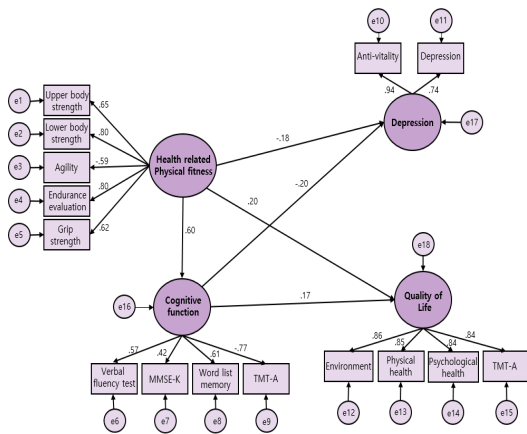 e10
e11
Anti-vitality
Depression
.94
.74
Depression
e17
e1
Upper body
strength
.65
e2
Lower body
strength
.80
e3
Agility
-.59
e4
Endurance
evaluation
.80
e5
Grip
strength
.62
Health related
Physical fitness
-.18
-.20
.20
.60
e18
e16
Cognitive
function
.17
Quality of
Life
.57
.42
.61
-.77
Verbal
fluency test
MMSE-K
Word list
memory
TMT-A
e6
e7
e8
e9
.86
.85
.84
.84
Environment
Physical
health
Psychological
health
TMT-A
e12
e13
e14
e15